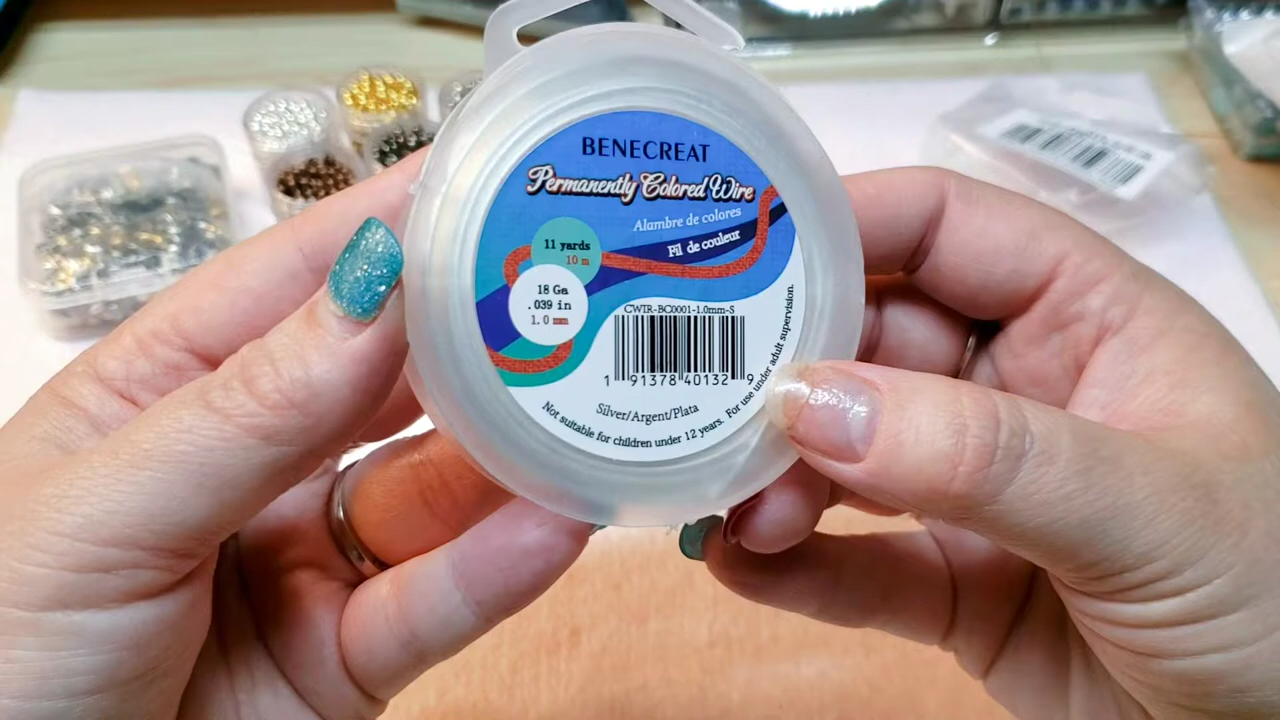 BENECREAT
Permanently Colored Wire
Alambre de colores
Fil de couleur
11 yards
10 m
18 Ga
.039 in
1.0 mm
CWIR-BC0001-1.0mm-S
1 91378 40132 9
Silver/Argent/Plata
Not suitable for children under 12 years. For use under adult supervision.